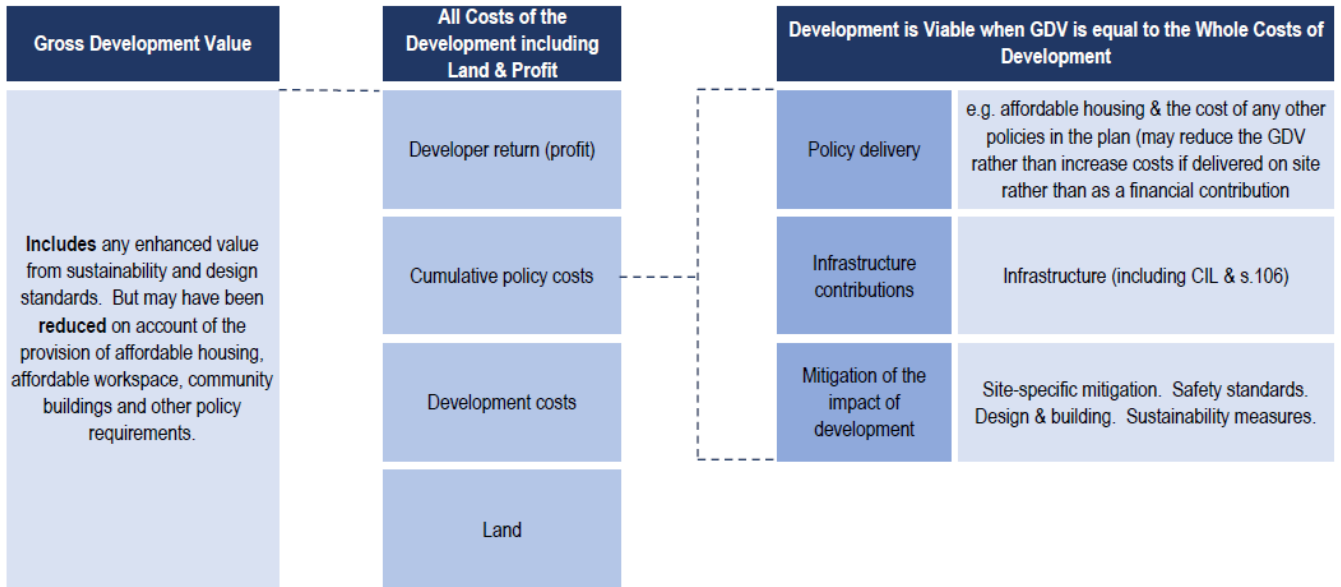 Gross Development Value
Includes any enhanced value
from sustainability and design
standards.  But may have been
reduced on account of the
provision of affordable housing,
affordable workspace, community
buildings and other policy
requirements.
All Costs of the
Development including
Land & Profit
Developer return (profit)
Cumulative policy costs
Development costs
Land
Development is Viable when GDV is equal to the Whole Costs of
Development
Policy delivery
e.g. affordable housing & the cost of any other
policies in the plan (may reduce the GDV
rather than increase costs if delivered on site
rather than as a financial contribution
Infrastructure
contributions
Infrastructure (including CIL & s.106)
Mitigation of the
impact of
development
Site-specific mitigation.  Safety standards.
Design & building.  Sustainability measures.